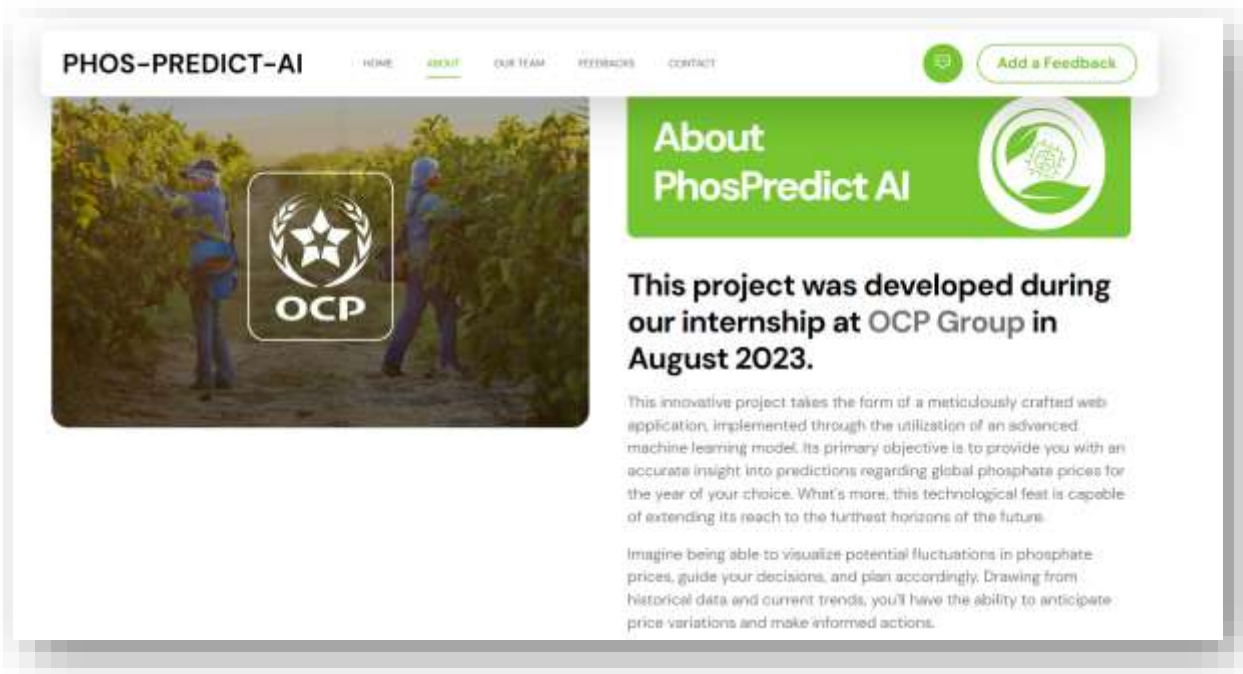 PHOS-PREDICT-AI
HOME
ABOUT
OUR TEAM
FEEDBACKS
CONTACT
Add a Feedback
OCP
About
PhosPredict AI
This project was developed during
our internship at OCP Group in
August 2023.
This innovative project takes the form of a meticulously crafted web
application, implemented through the utilization of an advanced
machine learning model. Its primary objective is to provide you with an
accurate insight into predictions regarding global phosphate prices for
the year of your choice. What's more, this technological feat is capable
of extending its reach to the furthest horizons of the future.
Imagine being able to visualize potential fluctuations in phosphate
prices, guide your decisions, and plan accordingly. Drawing from
historical data and current trends, you'll have the ability to anticipate
price variations and make informed actions.